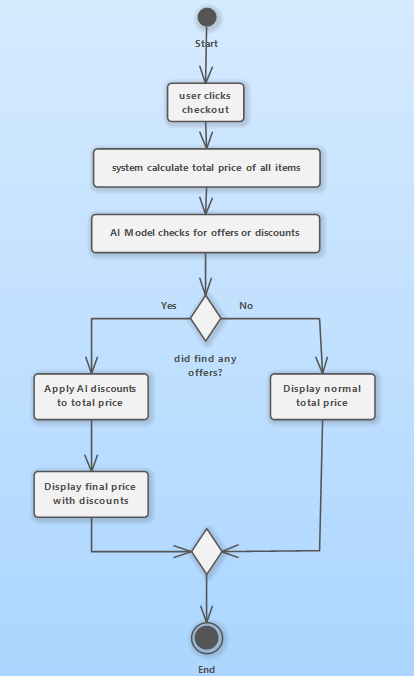 Start
user clicks
checkout
system calculate total price of all items
AI Model checks for offers or discounts
Yes
No
did find any
offers?
Apply AI discounts
to total price
Display normal
total price
Display final price
with discounts
End